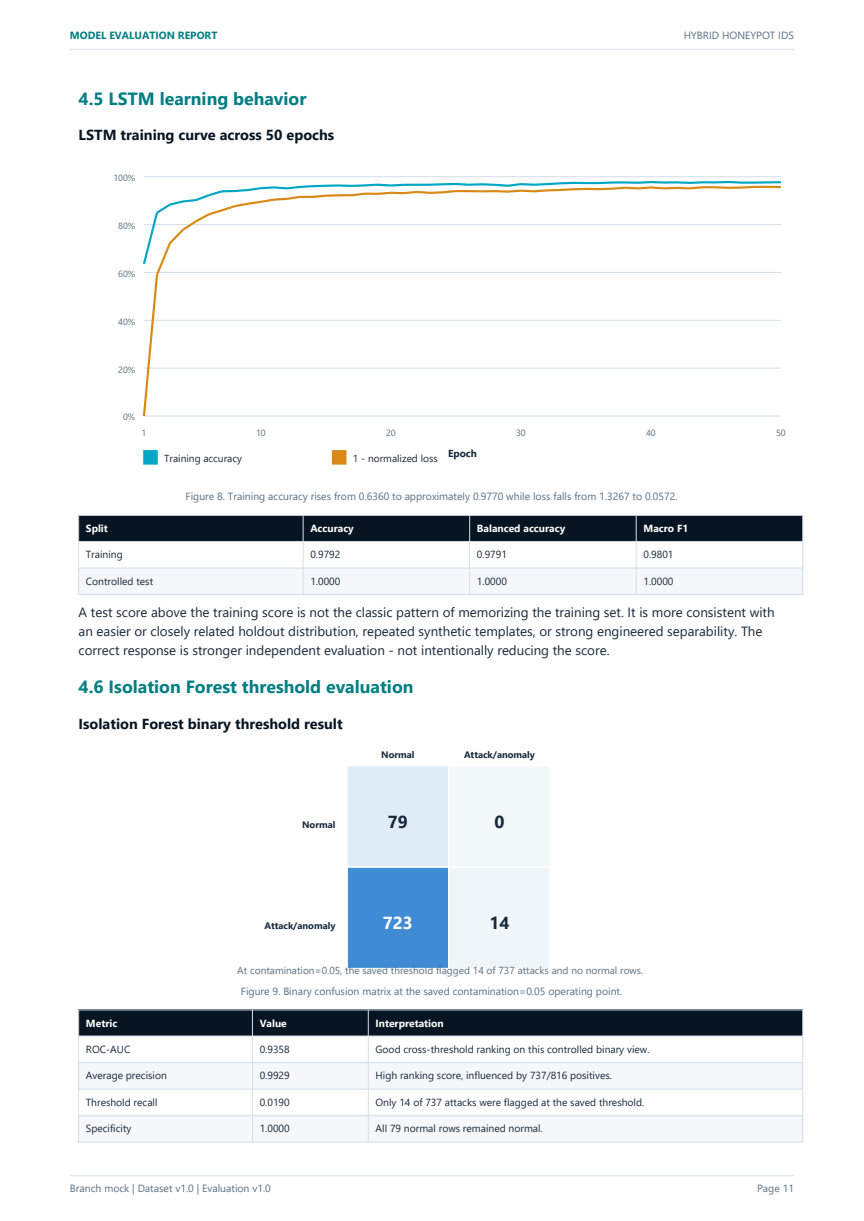 MODEL EVALUATION REPORT
HYBRID HONEYPOT IDS
4.5 LSTM learning behavior
LSTM training curve across 50 epochs
100%
80%
60%
40%
20%
0%
1 10 20 30 40 50
Training accuracy
1 - normalized loss
Epoch
Figure 8. Training accuracy rises from 0.6360 to approximately 0.9770 while loss falls from 1.3267 to 0.0572.
Split Accuracy Balanced accuracy Macro F1
Training 0.9792 0.9791 0.9801
Controlled test 1.0000 1.0000 1.0000
A test score above the training score is not the classic pattern of memorizing the training set. It is more consistent with
an easier or closely related holdout distribution, repeated synthetic templates, or strong engineered separability. The
correct response is stronger independent evaluation - not intentionally reducing the score.
4.6 Isolation Forest threshold evaluation
Isolation Forest binary threshold result
Normal Attack/anomaly
Normal 79 0
Attack/anomaly 723 14
At contamination=0.05, the saved threshold flagged 14 of 737 attacks and no normal rows.
Figure 9. Binary confusion matrix at the saved contamination=0.05 operating point.
Metric Value Interpretation
ROC-AUC 0.9358 Good cross-threshold ranking on this controlled binary view.
Average precision 0.9929 High ranking score, influenced by 737/816 positives.
Threshold recall 0.0190 Only 14 of 737 attacks were flagged at the saved threshold.
Specificity 1.0000 All 79 normal rows remained normal.
Branch mock | Dataset v1.0 | Evaluation v1.0
Page 11